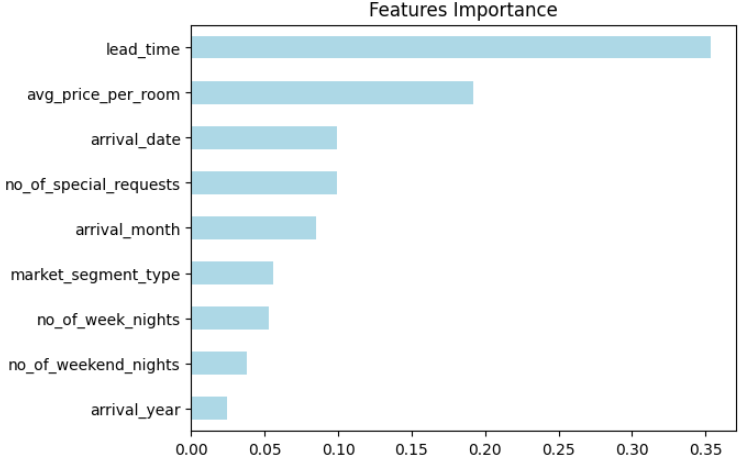 Features Importance
lead_time
avg_price_per_room
arrival_date
no_of_special_requests
arrival_month
market_segment_type
no_of_week_nights
no_of_weekend_nights
arrival_year
0.00 0.05 0.10 0.15 0.20 0.25 0.30 0.35